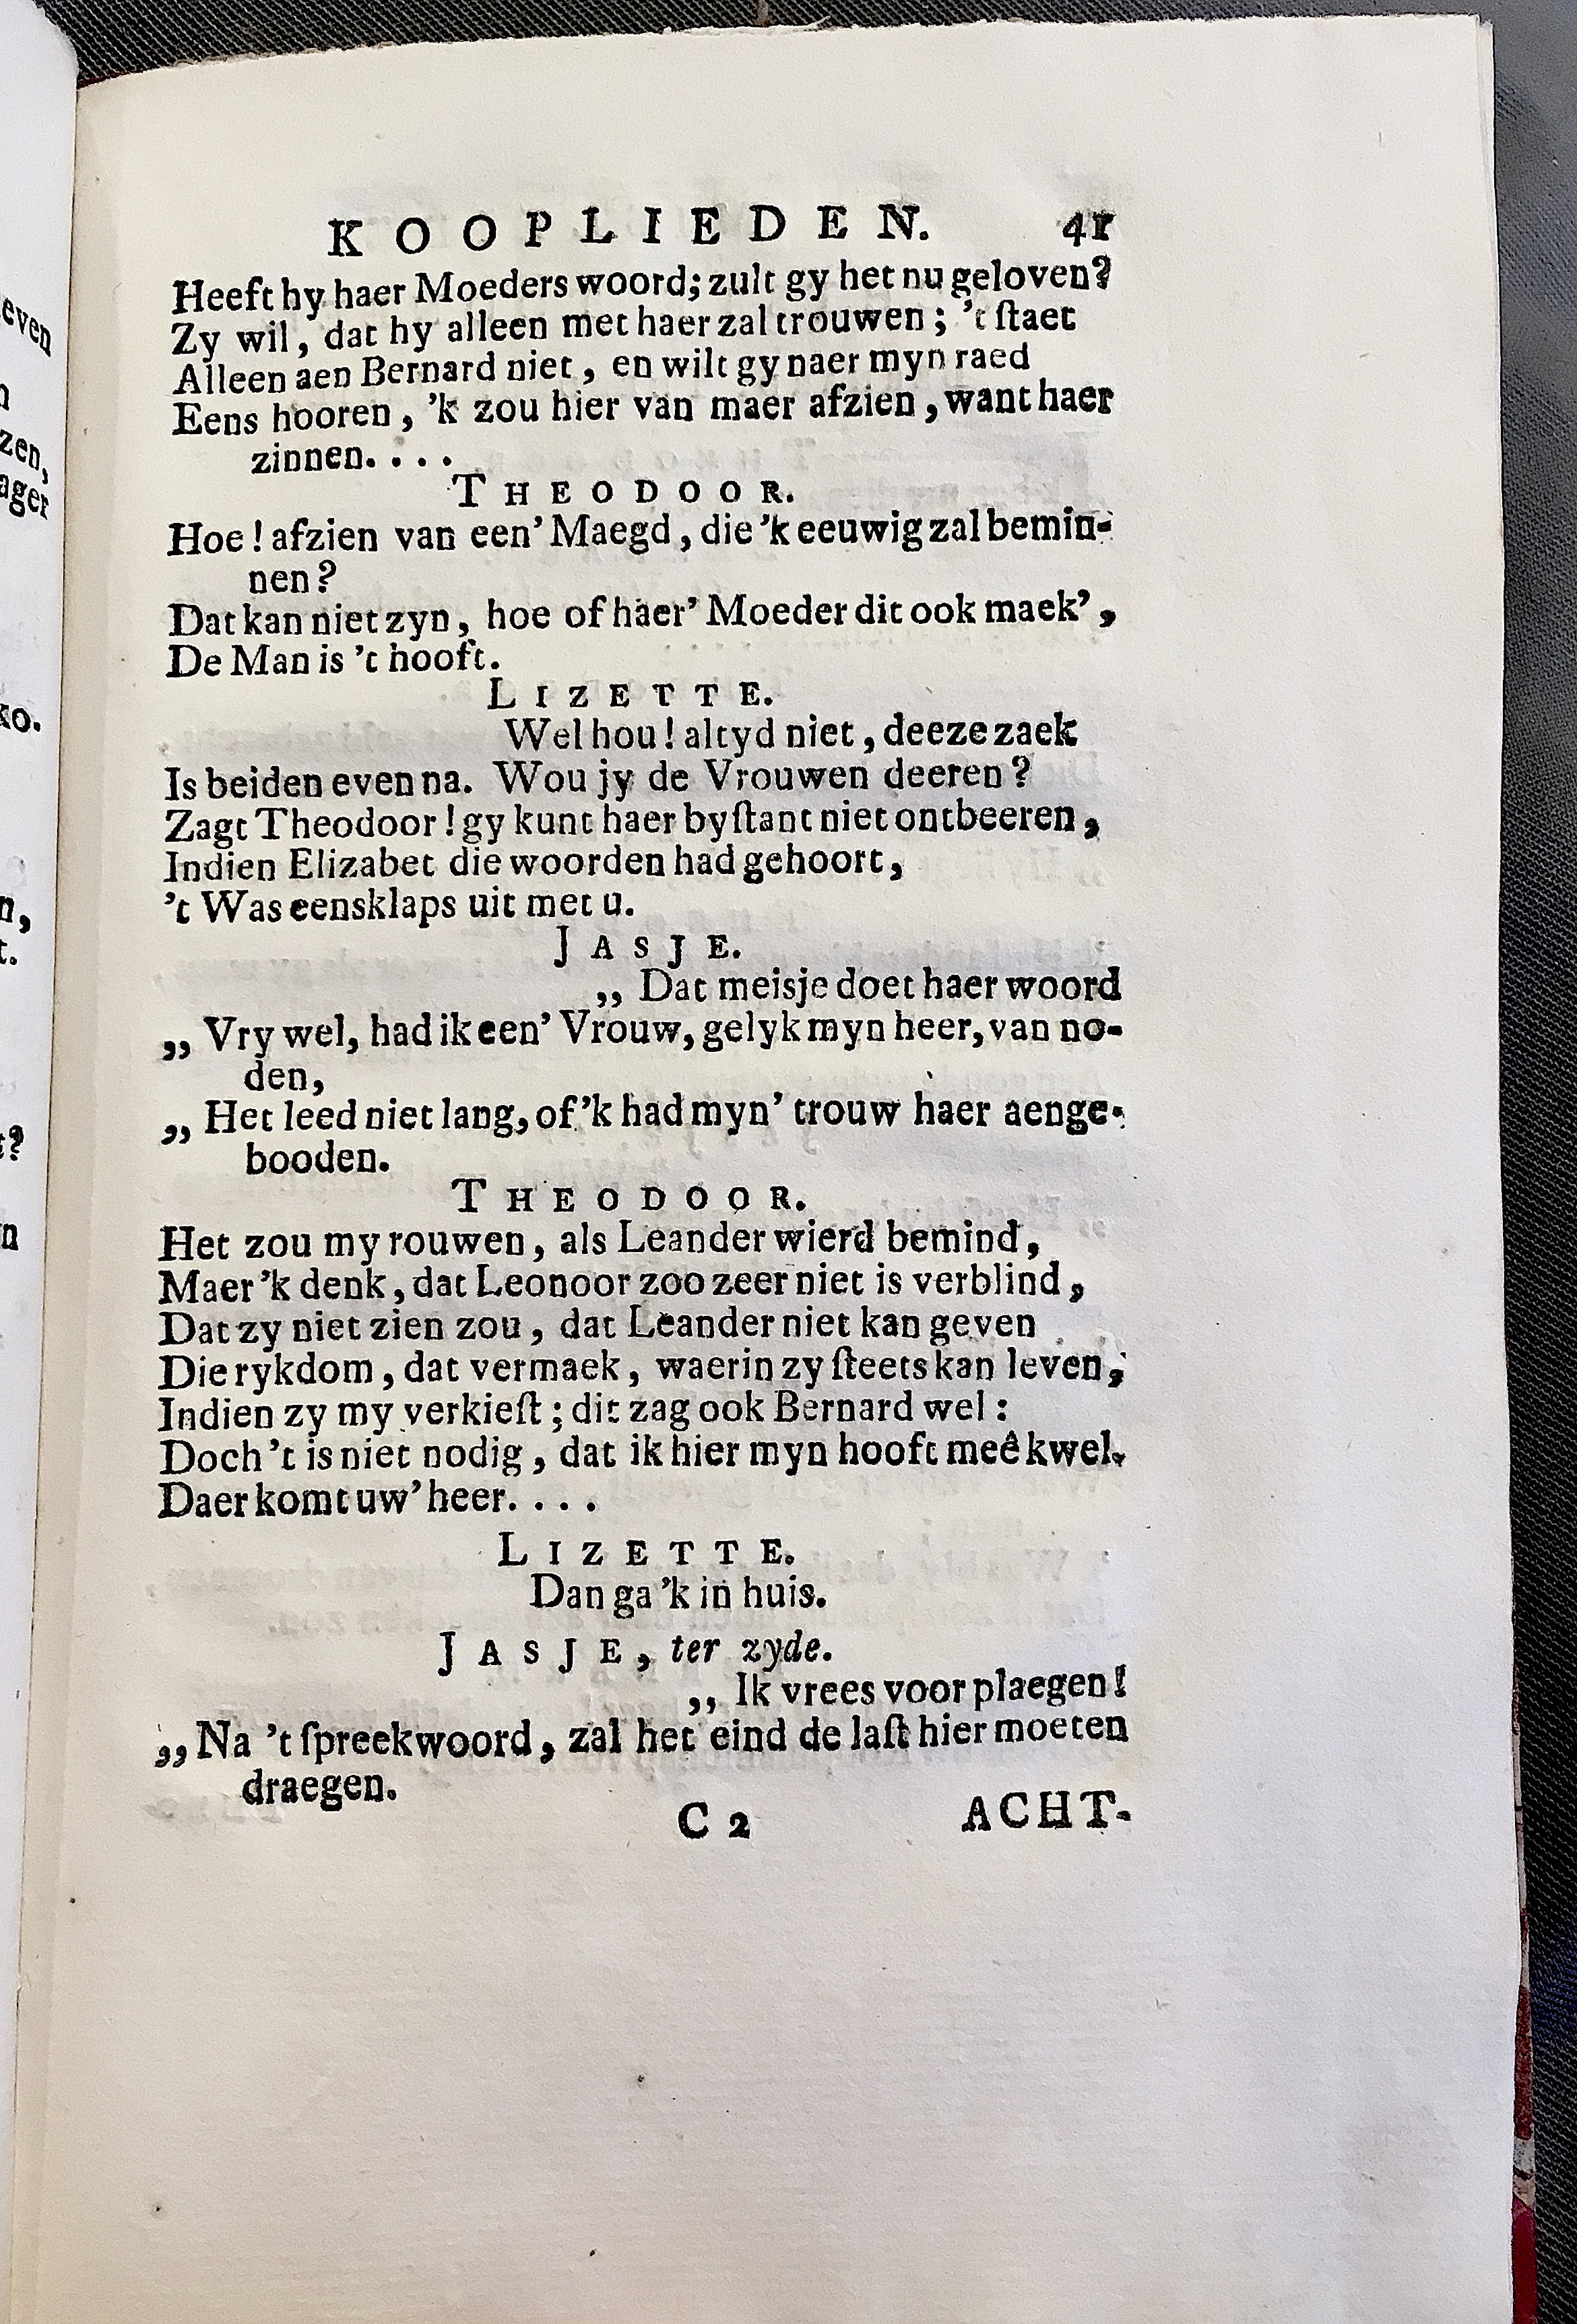 KOOPLIEDEN. 41
Heeft hy haer Moeders woord; zult gy het nu geloven?
Zy wil, dat hy alleen met haer zal trouwen; 't ſtaet
Alleen aen Bernard niet, en wilt gy naer myn raed
Eens hooren, 'k zou hier van maer afzien, want haer
zinnen. . . .
THEODOOR.
Hoe! afzien van een' Maegd, die 'k eeuwig zal bemin-
nen?
Dat kan niet zyn, hoe of haer' Moeder dit ook maek',
De Man is 't hooft.
LIZETTE.
Wel hou! altyd niet, deeze zaek
Is beiden even na. Wou jy de Vrouwen deeren?
Zagt Theodoor! gy kunt haer byſtant niet ontbeeren,
Indien Elizabet die woorden had gehoort,
't Was eensklaps uit met u.
JASJE.
,, Dat meisje doet haer woord
,, Vry wel, had ik een' Vrouw, gelyk myn heer, van no-
den,
,, Het leed niet lang, of 'k had myn' trouw haer aenge-
booden.
THEODOOR.
Het zou my rouwen, als Leander wierd bemind,
Maer 'k denk, dat Leonoor zoo zeer niet is verblind,
Dat zy niet zien zou, dat Leander niet kan geven
Die rykdom, dat vermaek, waerin zy ſteets kan leven,
Indien zy my verkieſt; dit zag ook Bernard wel:
Doch 't is niet nodig, dat ik hier myn hooft meê kwel.
Daer komt uw' heer. . . .
LIZETTE.
Dan ga 'k in huis.
JASJE, ter zyde.
,, Ik vrees voor plaegen!
,, Na 't ſpreekwoord, zal het eind de laſt hier moeten
draegen.
C 2 ACHT-